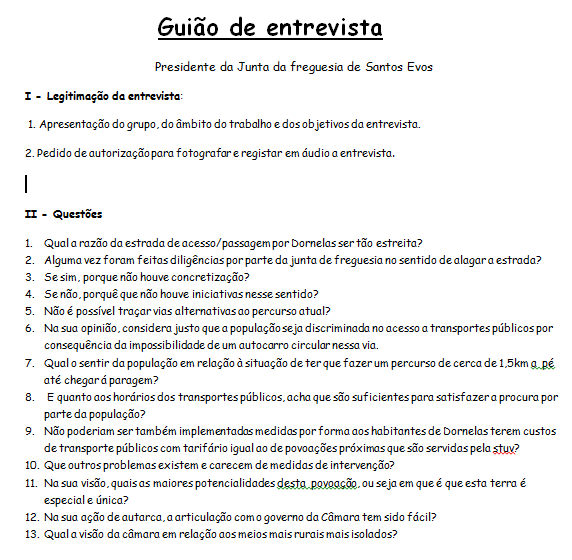 Guião de entrevista
Presidente da Junta da freguesia de Santos Evos
I - Legitimação da entrevista:
1. Apresentação do grupo, do âmbito do trabalho e dos objetivos da entrevista.
2. Pedido de autorização para fotografar e registar em áudio a entrevista.
II - Questões
1. Qual a razão da estrada de acesso/passagem por Dornelas ser tão estreita?
2. Alguma vez foram feitas diligências por parte da junta de freguesia no sentido de alagar a estrada?
3. Se sim, porque não houve concretização?
4. Se não, porquê que não houve iniciativas nesse sentido?
5. Não é possível traçar vias alternativas ao percurso atual?
6. Na sua opinião, considera justo que a população seja discriminada no acesso a transportes públicos por
consequência da impossibilidade de um autocarro circular nessa via.
7. Qual o sentir da população em relação à situação de ter que fazer um percurso de cerca de 1,5km a pé
até chegar á paragem?
8. E quanto aos horários dos transportes públicos, acha que são suficientes para satisfazer a procura por
parte da população?
9. Não poderiam ser também implementadas medidas por forma aos habitantes de Dornelas terem custos
de transporte públicos com tarifário igual ao de povoações próximas que são servidas pela stuv?
10. Que outros problemas existem e carecem de medidas de intervenção?
11. Na sua visão, quais as maiores potencialidades desta povoação, ou seja em que é que esta terra é
especial e única?
12. Na sua ação de autarca, a articulação com o governo da Câmara tem sido fácil?
13. Qual a visão da câmara em relação aos meios mais rurais mais isolados?